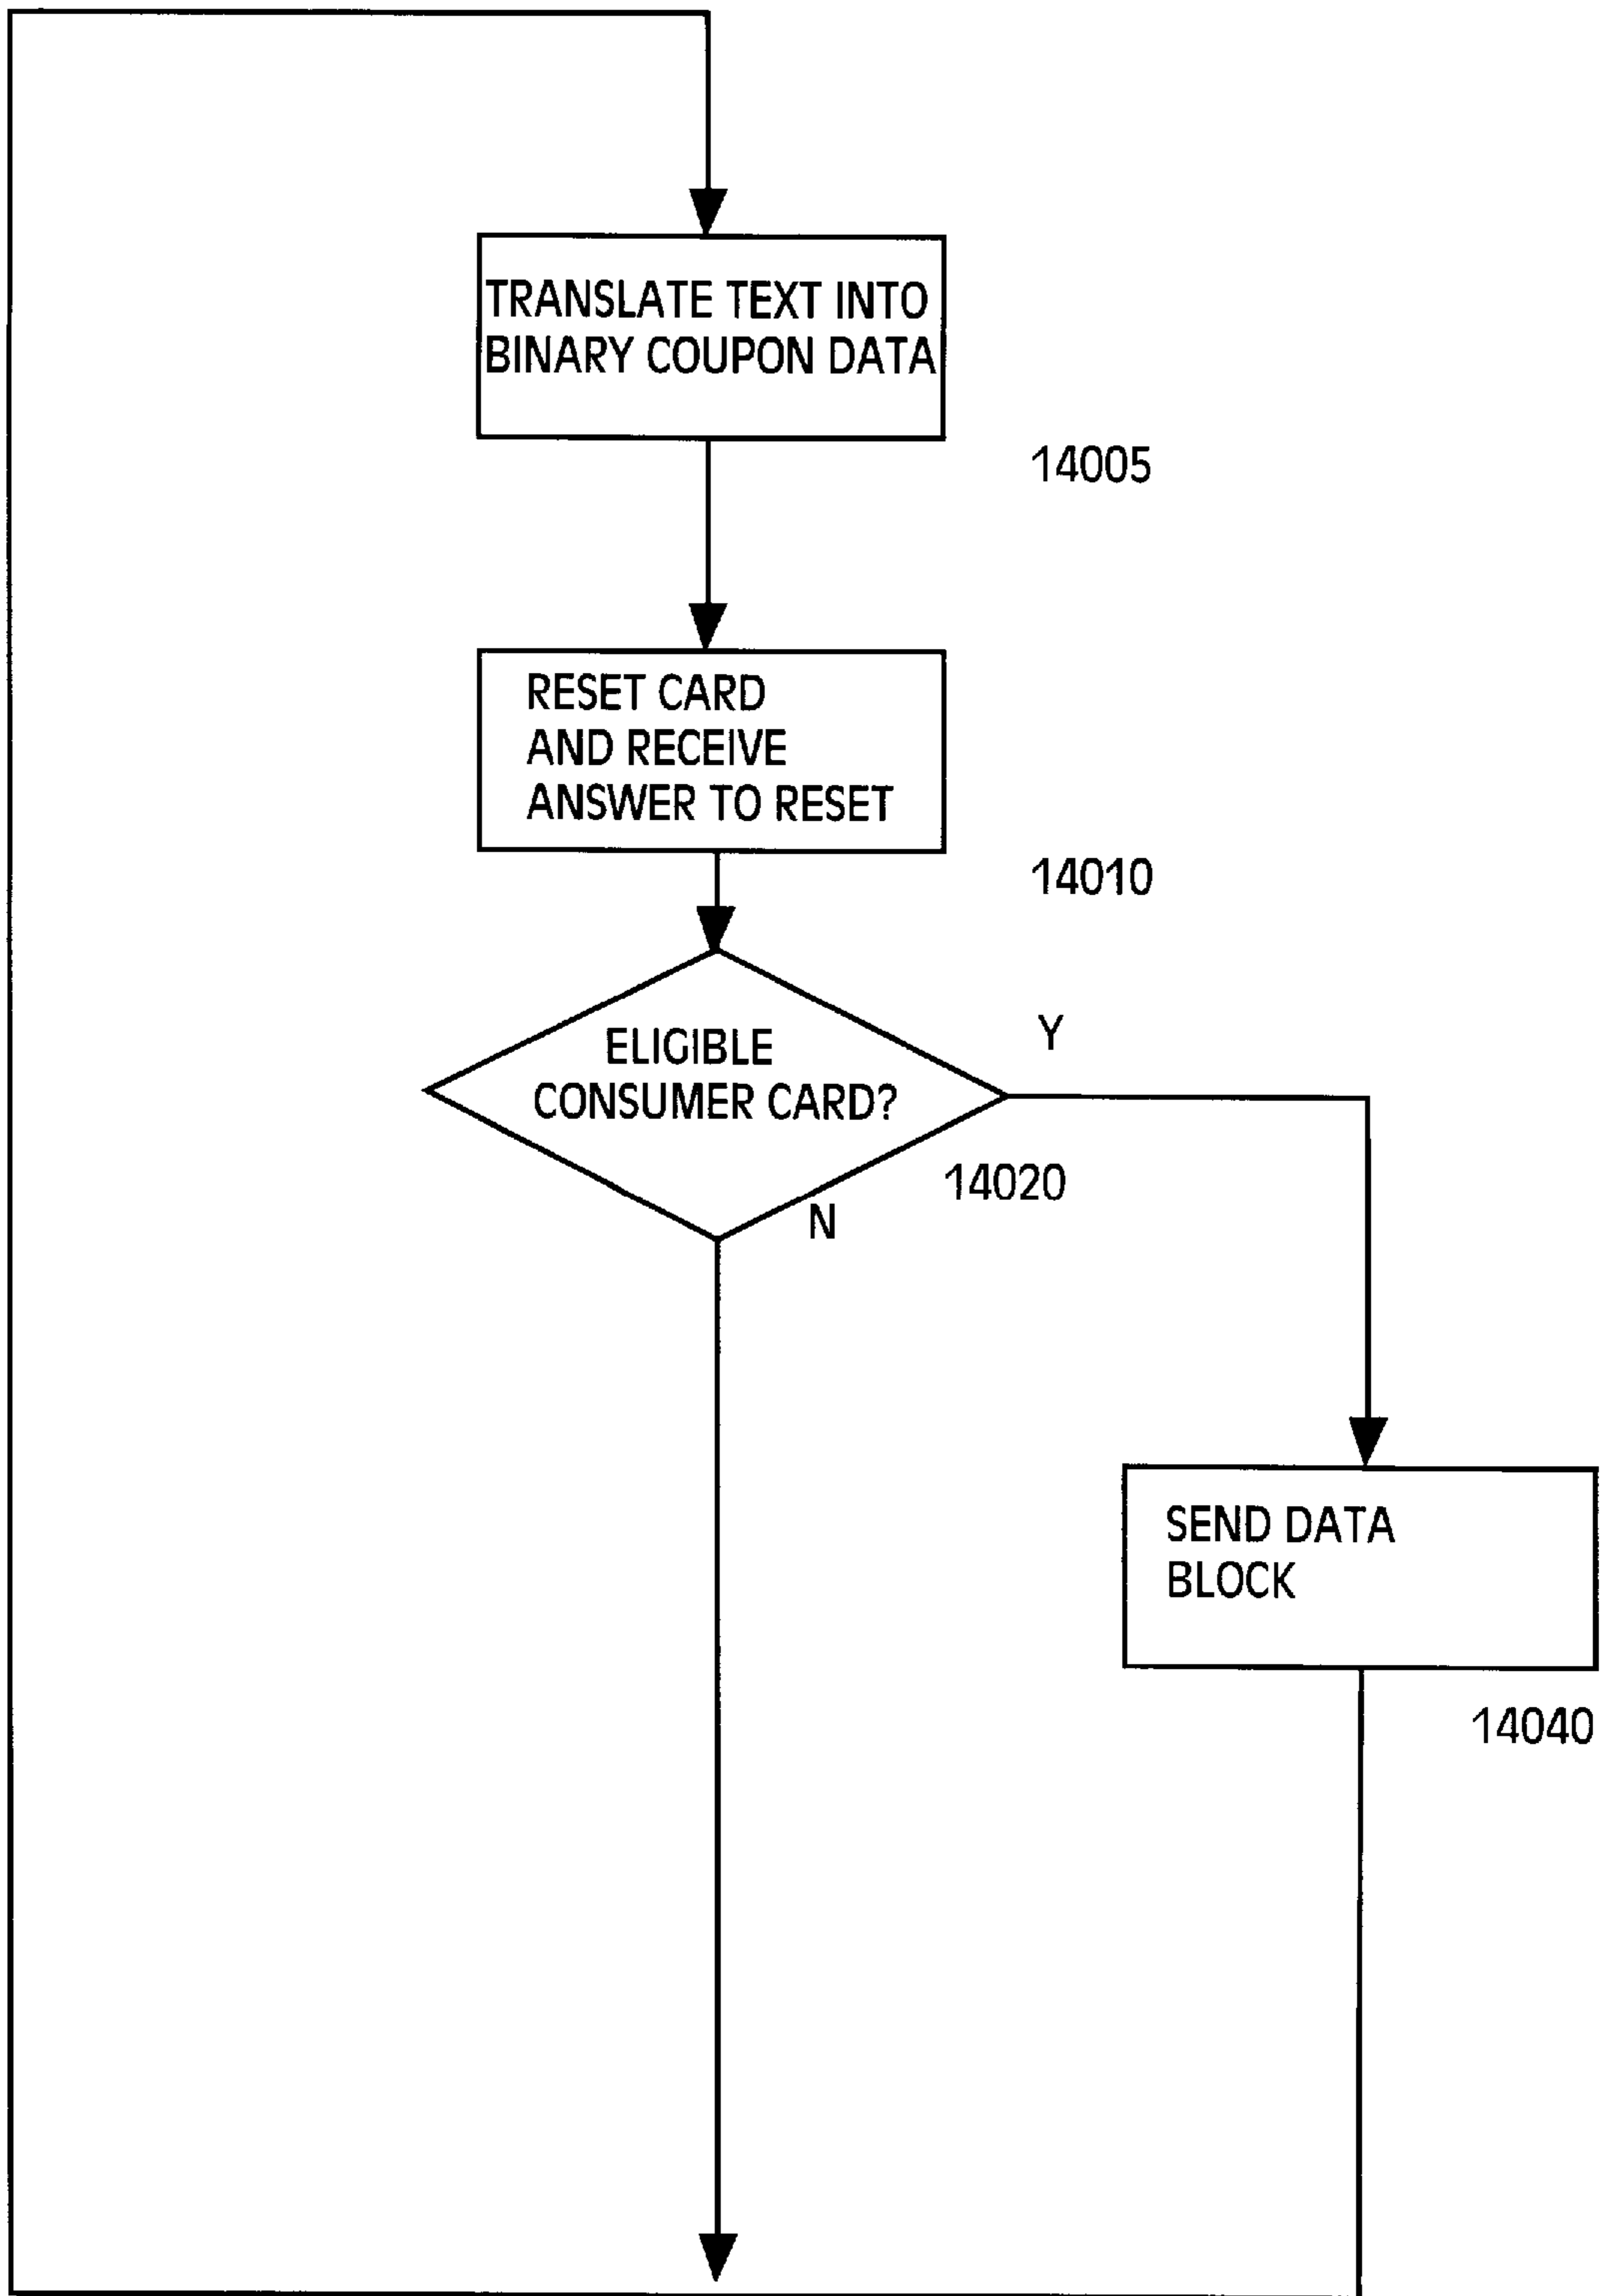 TRANSLATE TEXT INTO
BINARY COUPON DATA
14005
RESET CARD
AND RECEIVE
ANSWER TO RESET
14010
ELIGIBLE
CONSUMER CARD?
Y
14020
N
SEND DATA
BLOCK
14040